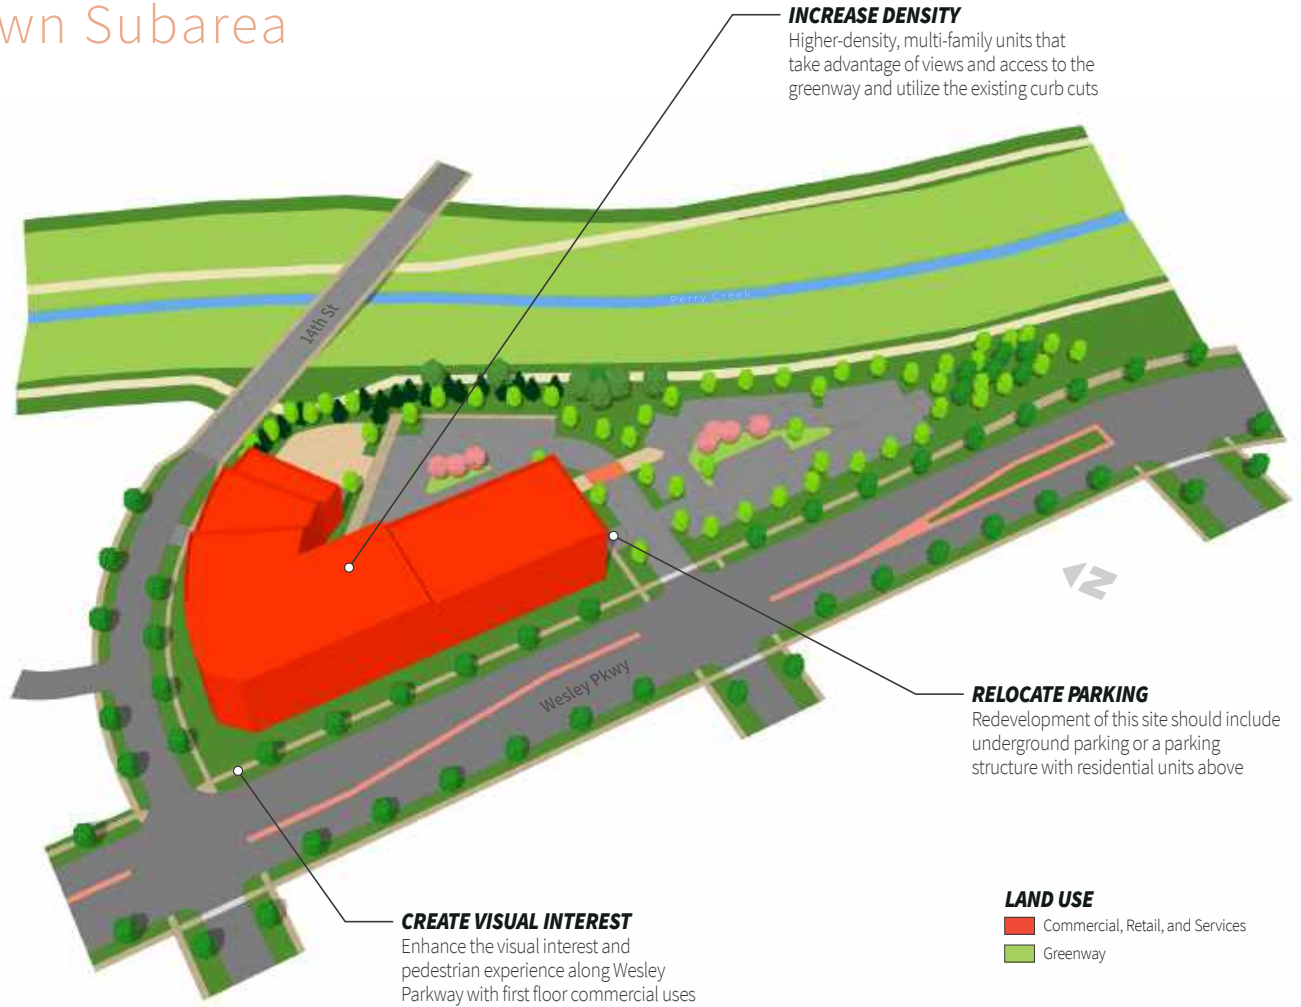 wn Subarea
INCREASE DENSITY
Higher-density, multi-family units that
take advantage of views and access to the
greenway and utilize the existing curb cuts
14th St
Perry Creek
N
Wesley Pkwy
RELOCATE PARKING
Redevelopment of this site should include
underground parking or a parking
structure with residential units above
CREATE VISUAL INTEREST
Enhance the visual interest and
pedestrian experience along Wesley
Parkway with first floor commercial uses
LAND USE
Commercial, Retail, and Services
Greenway